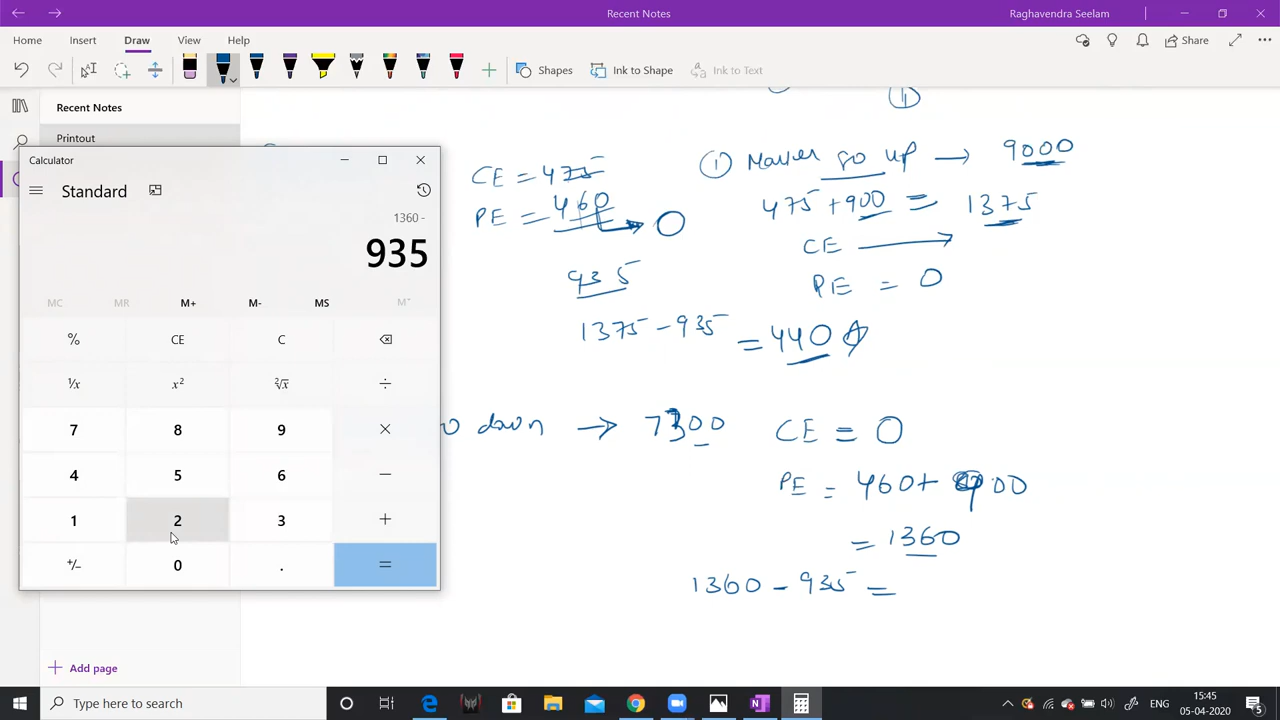 Recent Notes
Raghavendra Seelam
Home
Insert
Draw
View
Help
Share
Shapes
Ink to Shape
Ink to Text
Recent Notes
Printout
Calculator
Standard
1360 -
935
MC
MR
M+
M-
MS
M˅
%
CE
C
⅟x
x²
²√x
÷
7
8
9
×
4
5
6
−
1
2
3
+
+/−
0
.
=
Add page
CE = 475
PE = 460 → 0
935
1375 - 935 = 440
① Market go up → 9000
475 + 900 = 1375
CE →
PE = 0
o down → 7300
CE = 0
PE = 460 + 900
= 1360
1360 - 935 =
Type here to search
ENG
15:45
05-04-2020
5